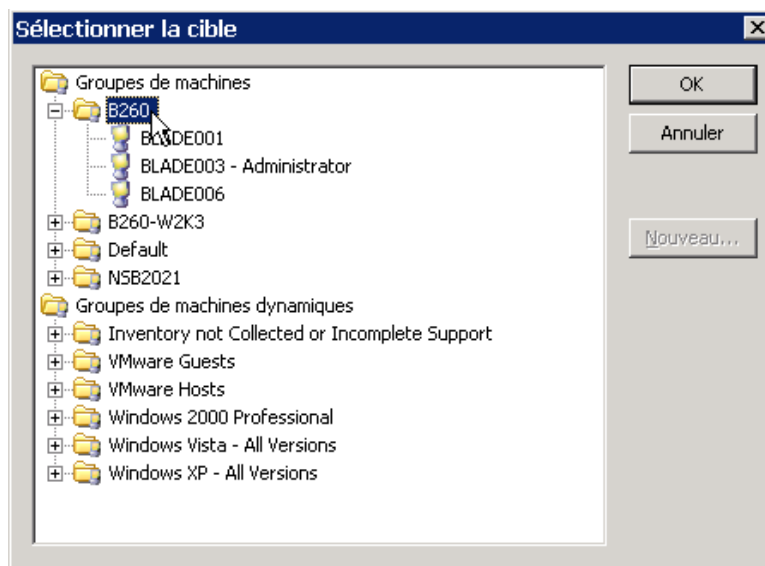 Sélectionner la cible
Groupes de machines
B260
BLADE001
BLADE003 - Administrator
BLADE006
B260-W2K3
Default
NSB2021
Groupes de machines dynamiques
Inventory not Collected or Incomplete Support
VMware Guests
VMware Hosts
Windows 2000 Professional
Windows Vista - All Versions
Windows XP - All Versions
OK
Annuler
Nouveau...